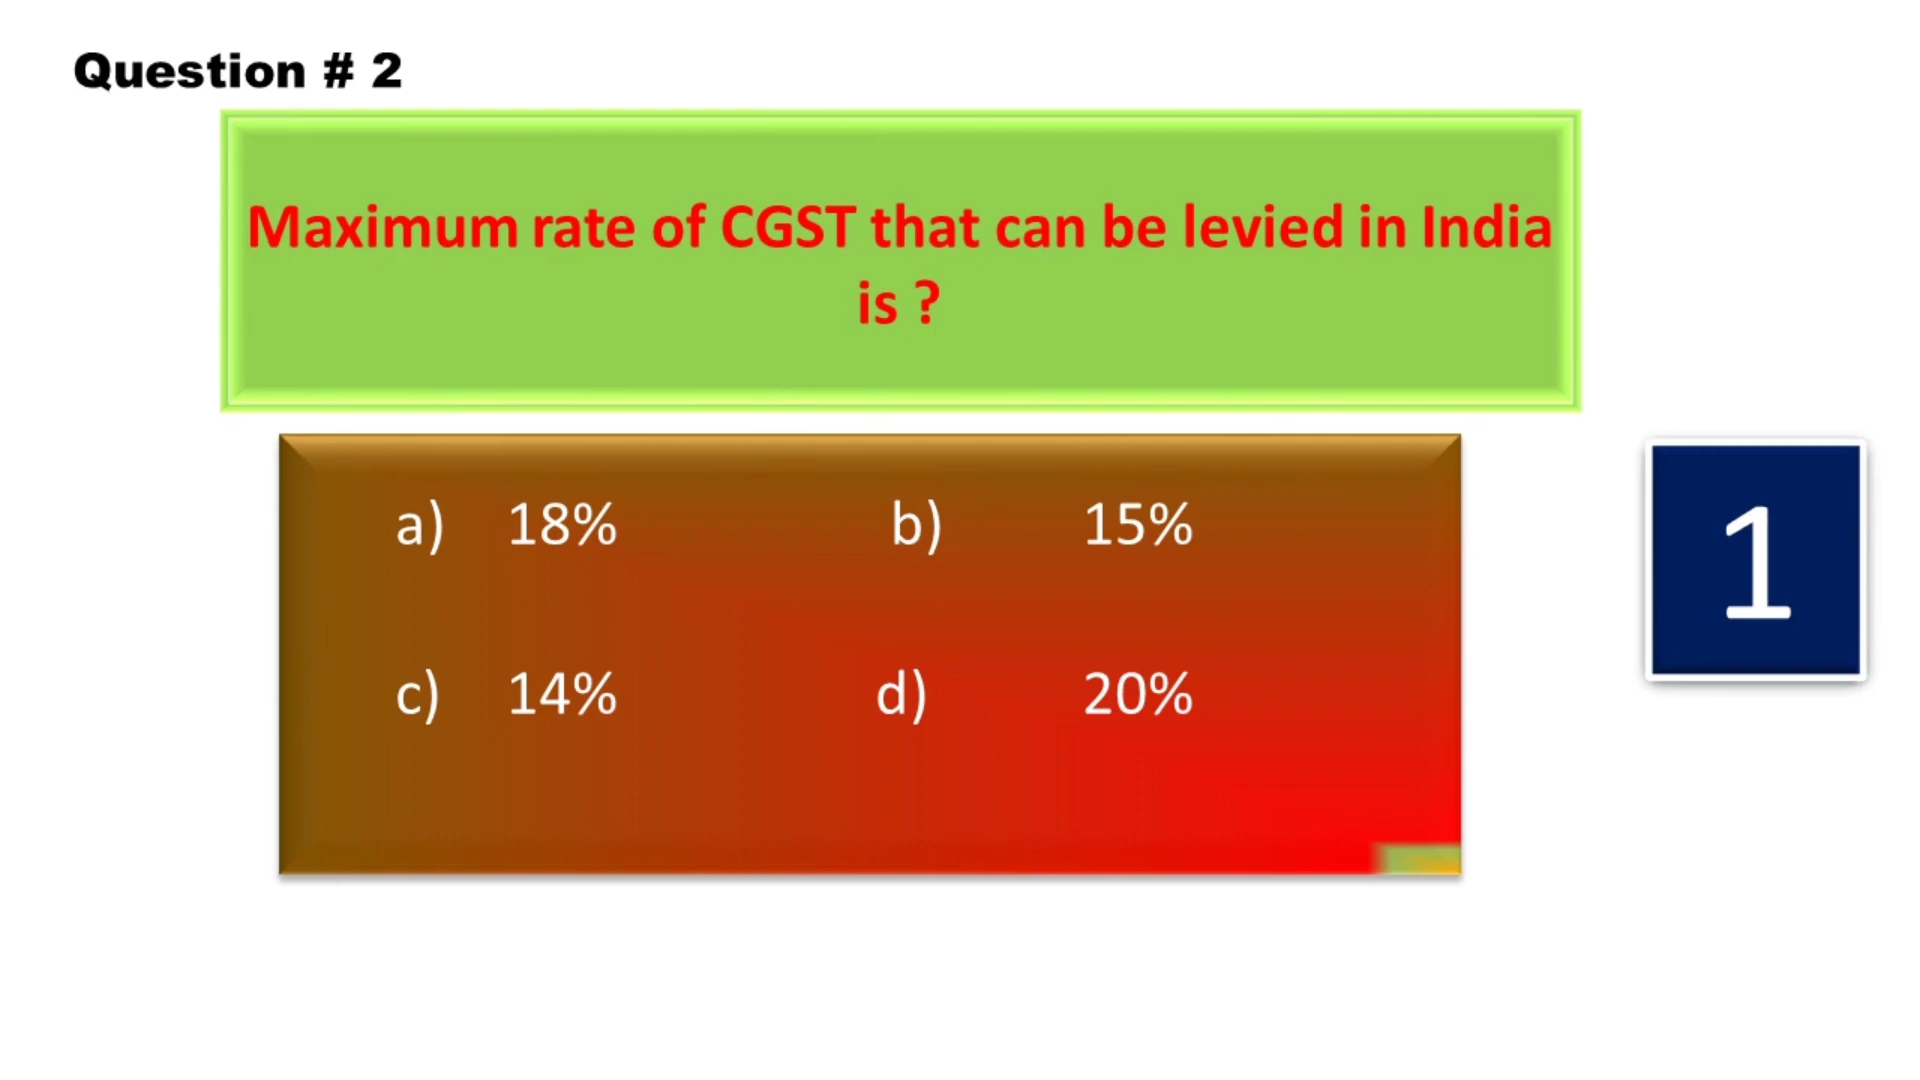 Question # 2
Maximum rate of CGST that can be levied in India
is ?
a) 18% b) 15%
1
c) 14% d) 20%